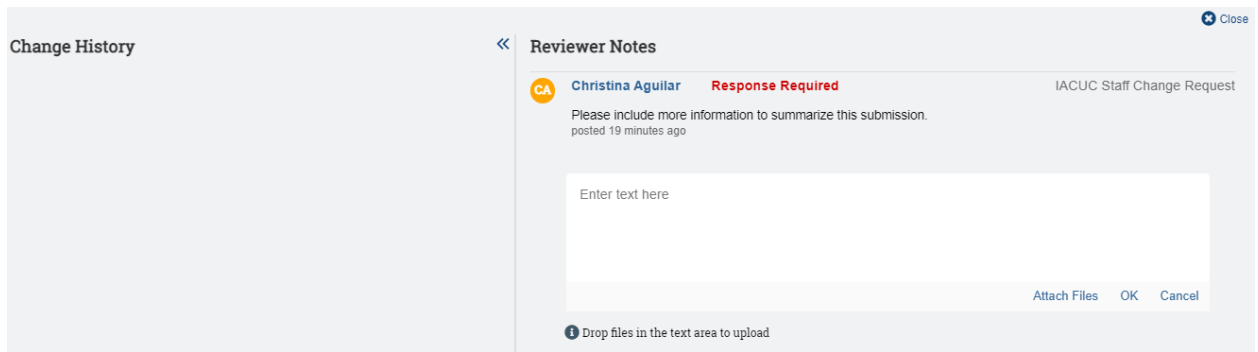 Close
Change History
Reviewer Notes
CA
Christina Aguilar Response Required IACUC Staff Change Request
Please include more information to summarize this submission.
posted 19 minutes ago
Enter text here
Attach Files OK Cancel
Drop files in the text area to upload